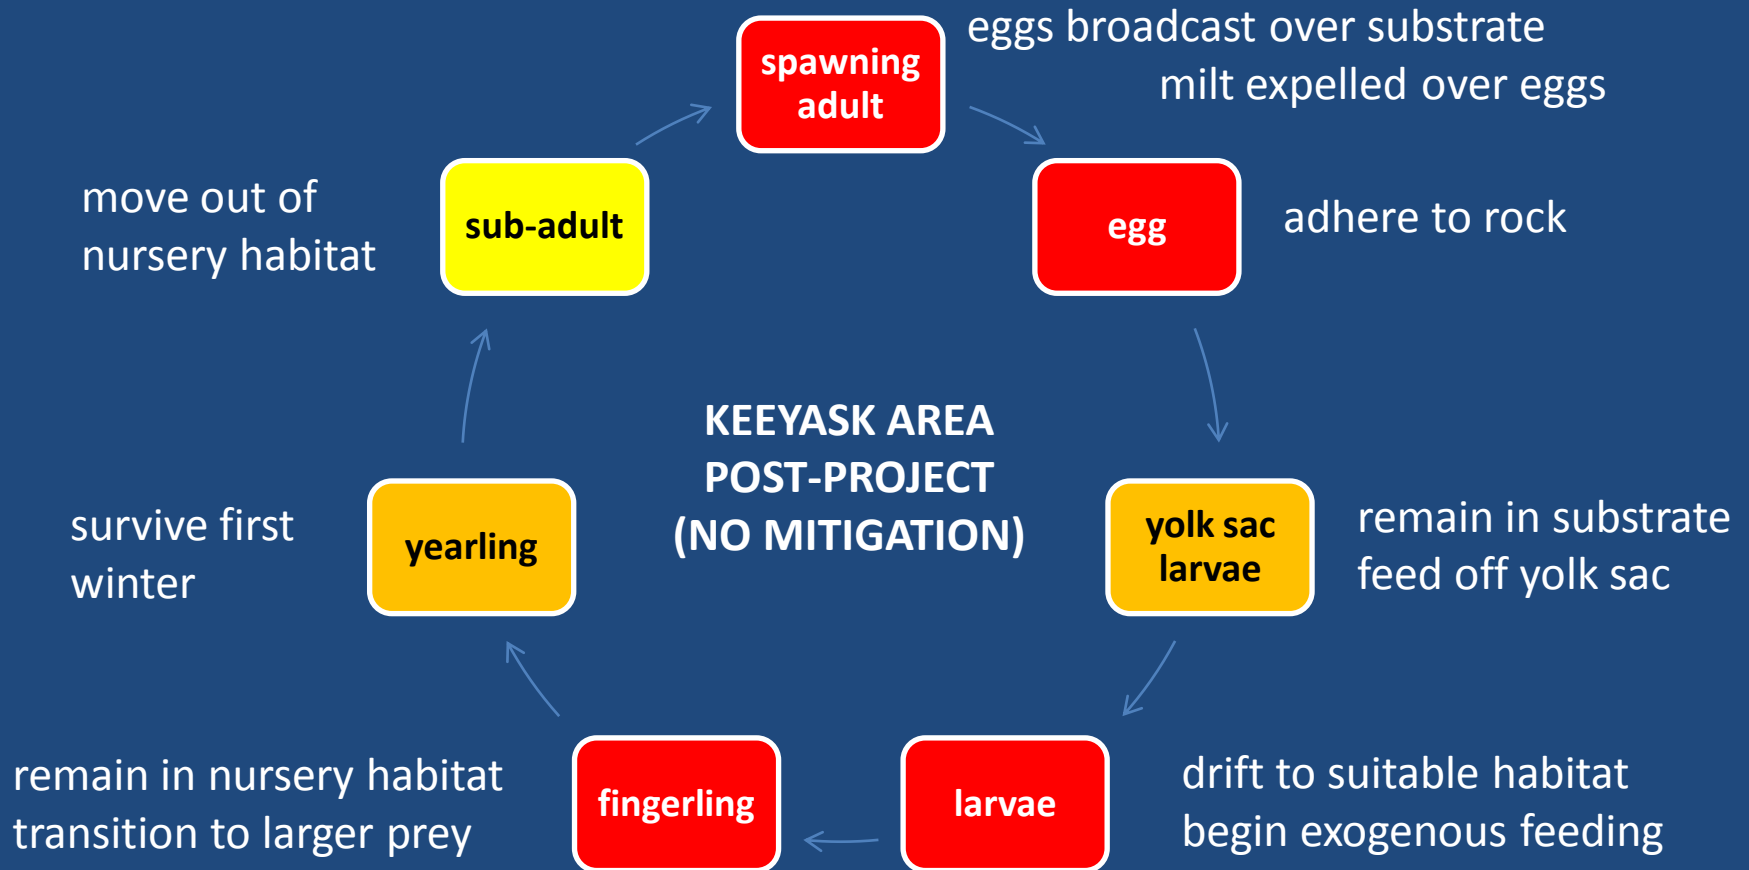 spawning
adult
eggs broadcast over substrate
milt expelled over eggs
egg
adhere to rock
yolk sac
larvae
remain in substrate
feed off yolk sac
larvae
drift to suitable habitat
begin exogenous feeding
fingerling
remain in nursery habitat
transition to larger prey
yearling
survive first
winter
sub-adult
move out of
nursery habitat
KEEYASK AREA
POST-PROJECT
(NO MITIGATION)